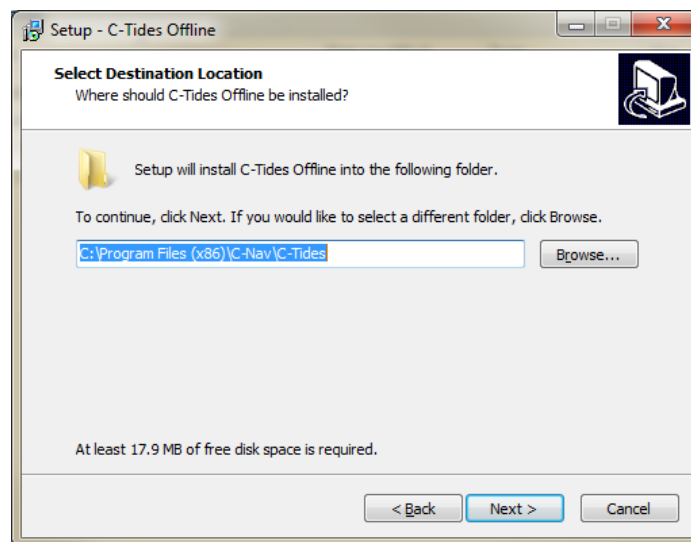 Setup - C-Tides Offline
Select Destination Location
Where should C-Tides Offline be installed?
Setup will install C-Tides Offline into the following folder.
To continue, click Next. If you would like to select a different folder, click Browse.
C:\Program Files (x86)\C-Nav\C-Tides
Browse...
At least 17.9 MB of free disk space is required.
< Back
Next >
Cancel